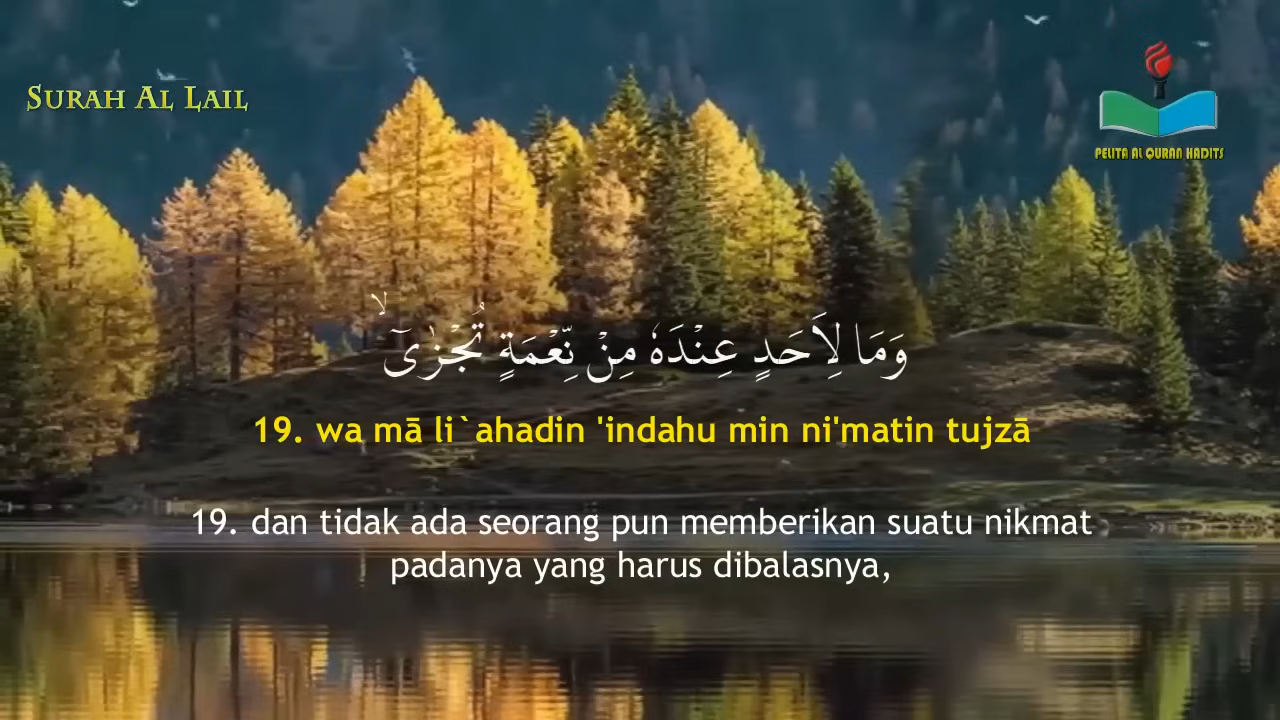 SURAH AL LAIL
PELITA AL QURAN HADITS
وَمَا لِاَحَدٍ عِنْدَهٗ مِنْ نِّعْمَةٍ تُجْزٰىٓۙ
19. wa mā li`ahadin 'indahu min ni'matin tujzā
19. dan tidak ada seorang pun memberikan suatu nikmat
padanya yang harus dibalasnya,